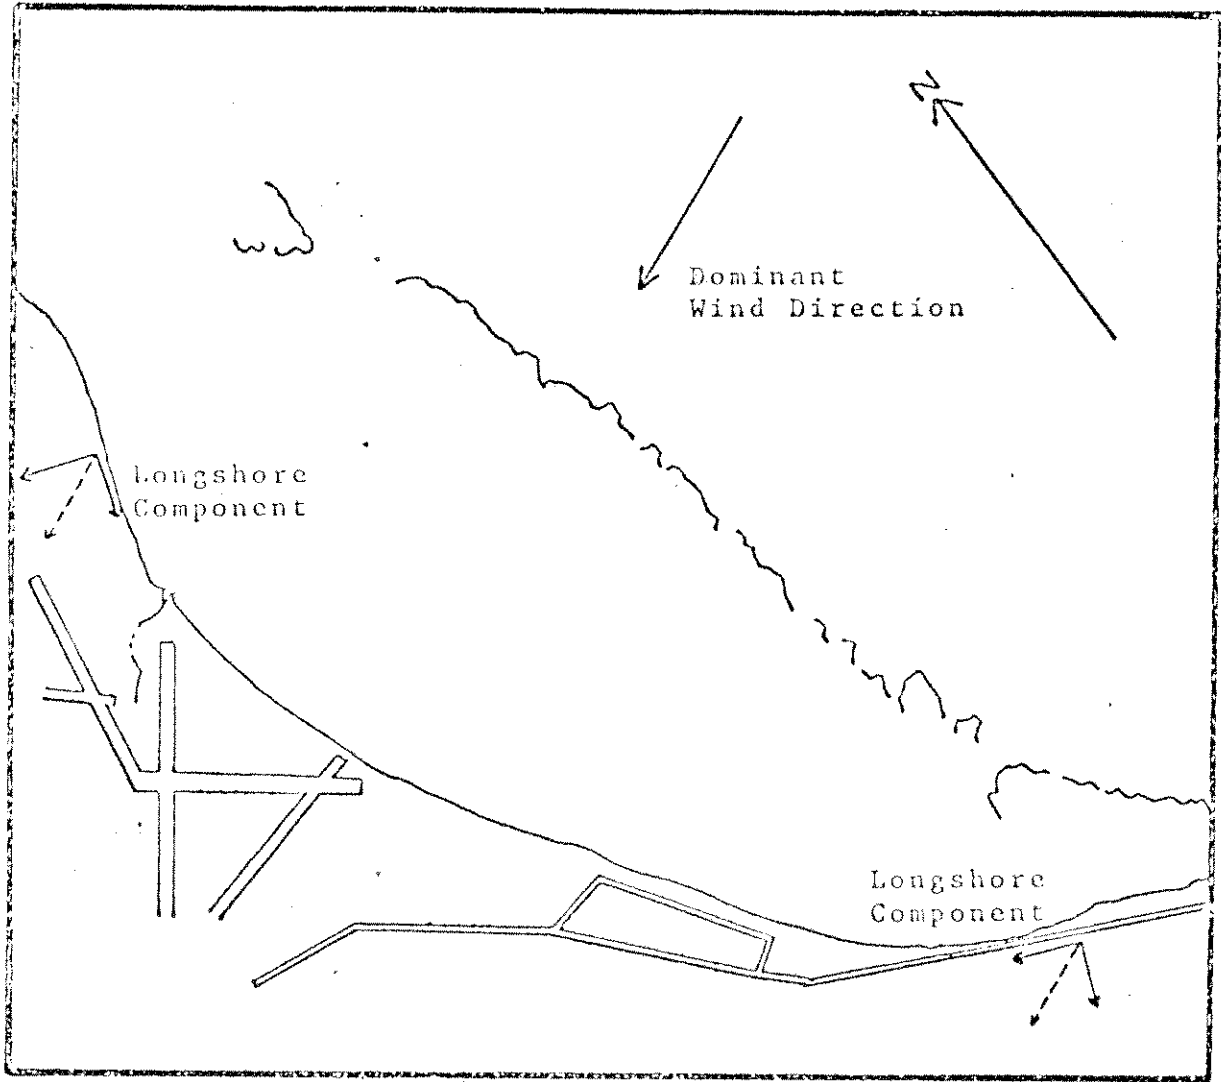 N
Dominant
Wind Direction
Longshore
Component
Longshore
Component